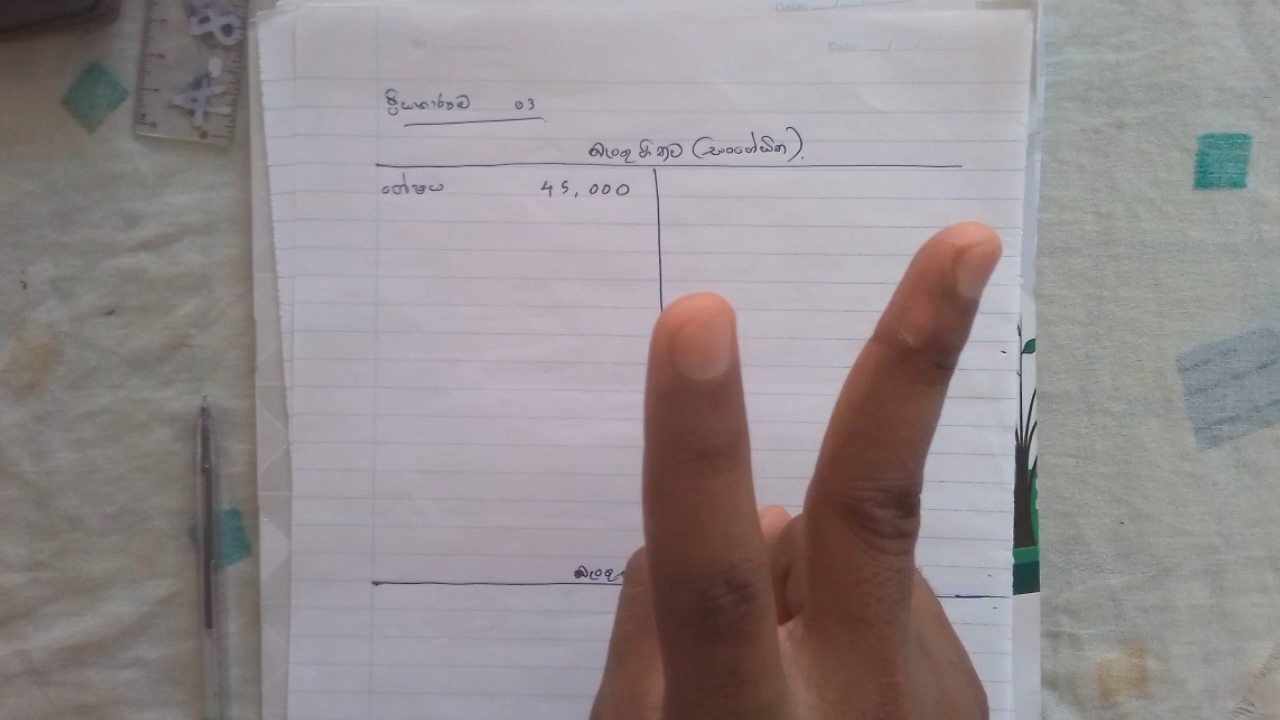 ක්‍රියාකාරකම 03
බැංකු ගිණුම (සංශෝධිත).
ශේෂය 45,000
බැංකු